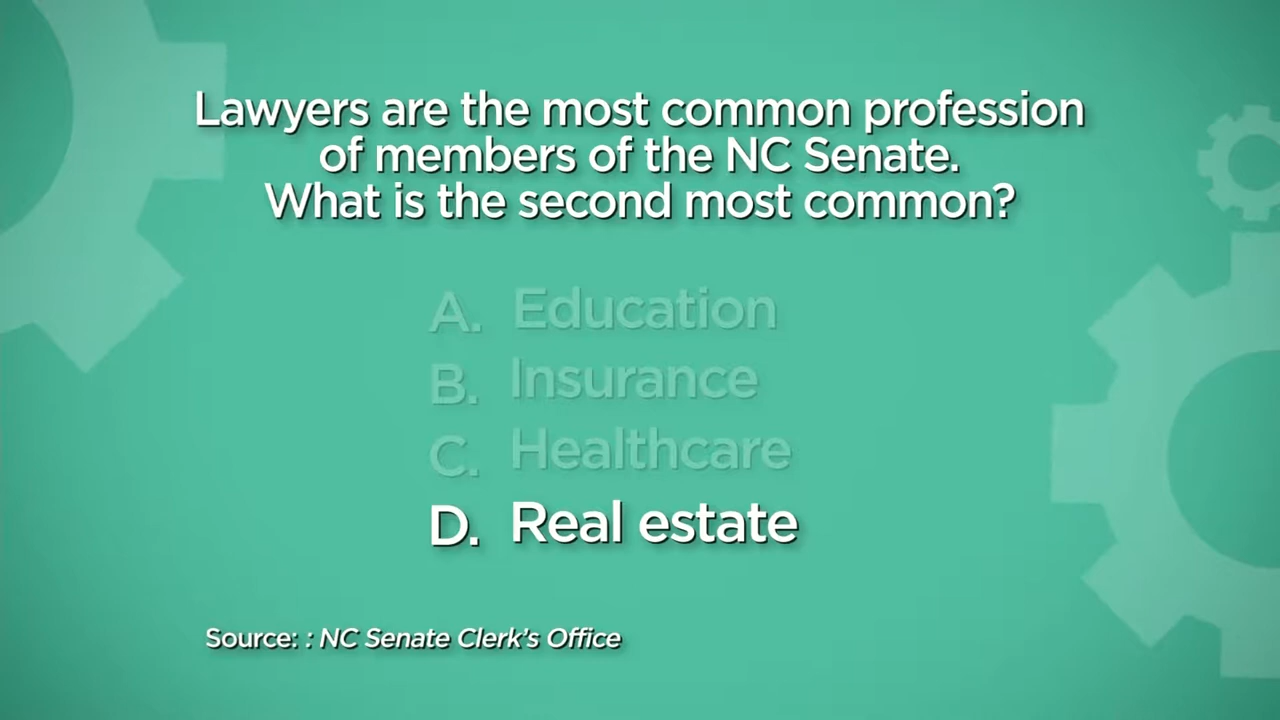 Lawyers are the most common profession
of members of the NC Senate.
What is the second most common?
A. Education
B. Insurance
C. Healthcare
D. Real estate
Source: : NC Senate Clerk's Office